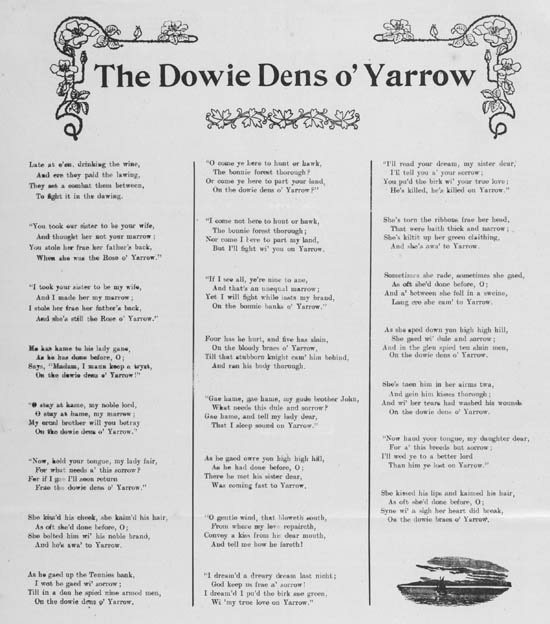 The Dowie Dens o' Yarrow
Late at e'en, drinking the wine,
And ere they paid the lawing,
They set a combat them between,
To fight it in the dawing.
"You took our sister to be your wife,
And thought her not your marrow;
You stole her frae her father's back,
When she was the Rose o' Yarrow."
"I took your sister to be my wife,
And I made her my marrow;
I stole her frae her father's back,
And she's still the Rose o' Yarrow."
He has hame to his lady gane,
As he has done before, O;
Says, "Madam, I maun keep a tryst,
On the dowie dens o' Yarrow!"
"O stay at hame, my noble lord,
O stay at hame, my marrow;
My cruel brother will you betray
On the dowie dens o' Yarrow."
"Now, hold your tongue, my lady fair,
For what needs a' this sorrow?
For if I gae I'll soon return
Frae the dowie dens o' Yarrow."
She kiss'd his cheek, she kaim'd his hair,
As oft she'd done before, O;
She belted him wi' his noble brand,
And he's awa' to Yarrow.
As he gaed up the Tennies bank,
I wot he gaed wi' sorrow;
Till in a den he spied nine armed men,
On the dowie dens o' Yarrow.
"O come ye here to hunt or hawk,
The bonnie forest thorough?
Or come ye here to part your land,
On the dowie dens o' Yarrow?"
"I come not here to hunt or hawk,
The bonnie forest thorough;
Nor come I here to part my land,
But I'll fight wi' you on Yarrow.
"If I see all, ye're nine to ane,
And that's an unequal marrow;
Yet I will fight while lasts my brand,
On the bonnie banks o' Yarrow."
Four has he hurt, and five has slain,
On the bloody braes o' Yarrow,
Till that stubborn knight cam' him behind,
And ran his body thorough.
"Gae hame, gae hame, my gude brother John,
What needs this dule and sorrow?
Gae hame, and tell my lady dear,
That I sleep sound on Yarrow."
As he gaed owre yon high high hill,
As he had done before, O;
There he met his sister dear,
Was coming fast to Yarrow.
"O gentle wind, that bloweth south,
From where my love repaireth,
Convey a kiss from his dear mouth,
And tell me how he fareth!
"I dream'd a dreary dream last night;
God keep us frae a' sorrow!
I dream'd I pu'd the birk sae green,
Wi' my true love on Yarrow."
"I'll read your dream, my sister dear,
I'll tell you a' your sorrow;
You pu'd the birk wi' your true love;
He's killed, he's killed on Yarrow."
She's torn the ribbons frae her head,
That were baith thick and narrow;
She's kiltit up her green claithing,
And she's awa' to Yarrow.
Sometimes she rade, sometimes she gaed,
As oft she'd done before, O;
And a' between she fell in a swoine,
Lang ere she cam' to Yarrow.
As she sped down yon high high hill,
She gaed wi' dule and sorrow;
And in the glen spied ten slain men,
On the dowie dens o' Yarrow.
She's taen him in her airms twa,
And gein him kisses thorough;
And wi' her tears had washed his wounds
On the dowie dens o' Yarrow.
"Now haud your tongue, my daughter dear,
For a' this breeds but sorrow;
I'll wed ye to a better lord
Than him ye lost on Yarrow."
She kissed his lips and kaimed his hair,
As oft she'd done before, O;
Syne wi' a sigh her heart did break,
On the dowie braes o' Yarrow.